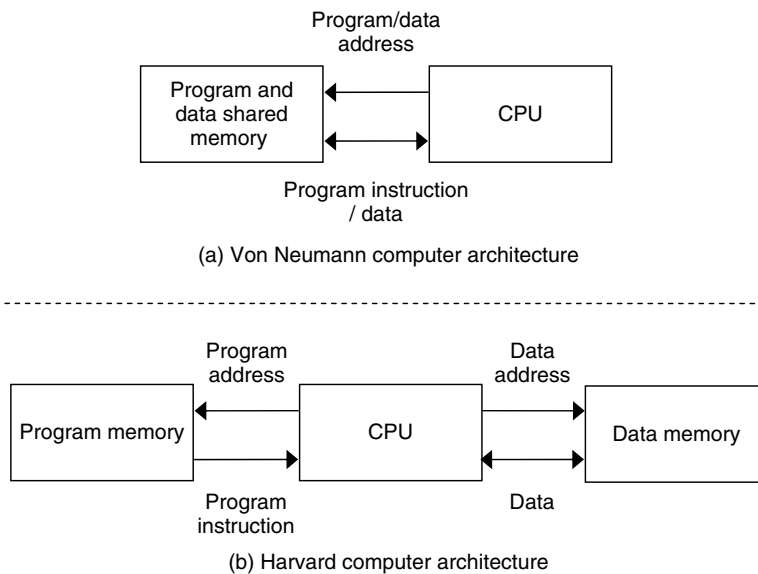 Program/data
address
Program and
data shared
memory
CPU
Program instruction
/ data
(a) Von Neumann computer architecture
Program
address
Data
address
Program memory
CPU
Data memory
Program
instruction
Data
(b) Harvard computer architecture